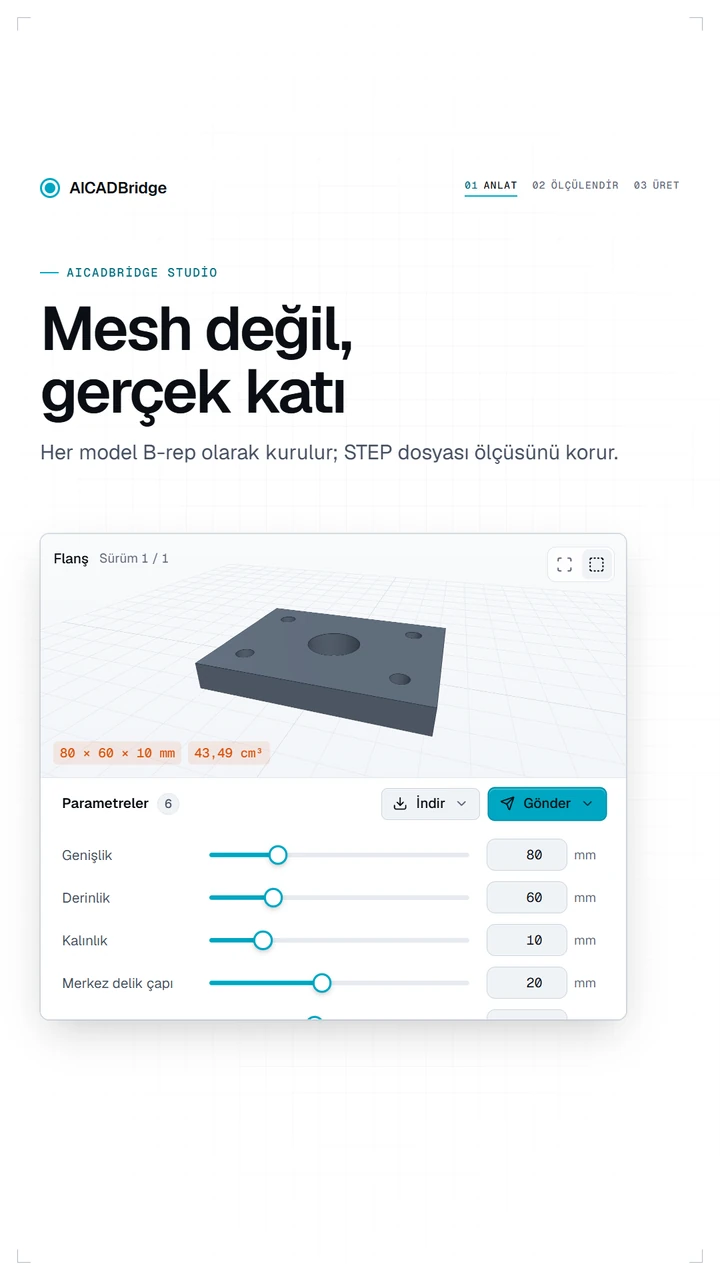 AICADBridge
01 ANLAT 02 ÖLÇÜLENDİR 03 ÜRET
AICADBRİDGE STUDİO
Mesh değil,
gerçek katı
Her model B-rep olarak kurulur; STEP dosyası ölçüsünü korur.
Flanş Sürüm 1 / 1
80 × 60 × 10 mm 43,49 cm³
Parametreler 6 İndir Gönder
Genişlik 80 mm
Derinlik 60 mm
Kalınlık 10 mm
Merkez delik çapı 20 mm